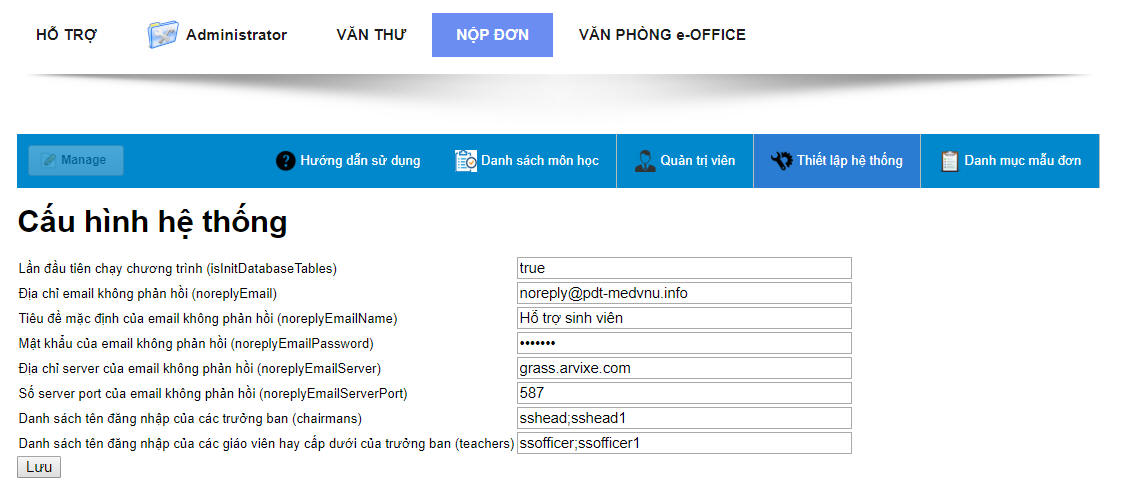 HỖ TRỢ Administrator VĂN THƯ NỘP ĐƠN VĂN PHÒNG e-OFFICE
Manage Hướng dẫn sử dụng Danh sách môn học Quản trị viên Thiết lập hệ thống Danh mục mẫu đơn
Cấu hình hệ thống
Lần đầu tiên chạy chương trình (isInitDatabaseTables) true
Địa chỉ email không phản hồi (noreplyEmail) noreply@pdt-medvnu.info
Tiêu đề mặc định của email không phản hồi (noreplyEmailName) Hỗ trợ sinh viên
Mật khẩu của email không phản hồi (noreplyEmailPassword) •••••••
Địa chỉ server của email không phản hồi (noreplyEmailServer) grass.arvixe.com
Số server port của email không phản hồi (noreplyEmailServerPort) 587
Danh sách tên đăng nhập của các trưởng ban (chairmans) sshead;sshead1
Danh sách tên đăng nhập của các giáo viên hay cấp dưới của trưởng ban (teachers) ssofficer;ssofficer1
Lưu